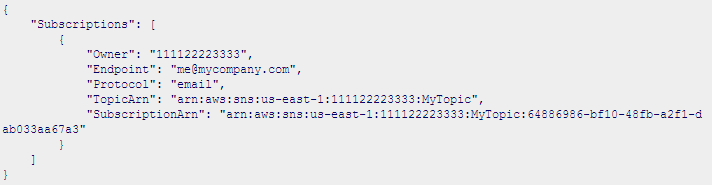 {
    "Subscriptions": [
        {
            "Owner": "111122223333",
            "Endpoint": "me@mycompany.com",
            "Protocol": "email",
            "TopicArn": "arn:aws:sns:us-east-1:111122223333:MyTopic",
            "SubscriptionArn": "arn:aws:sns:us-east-1:111122223333:MyTopic:64886986-bf10-48fb-a2f1-d
ab033aa67a3"
        }
    ]
}